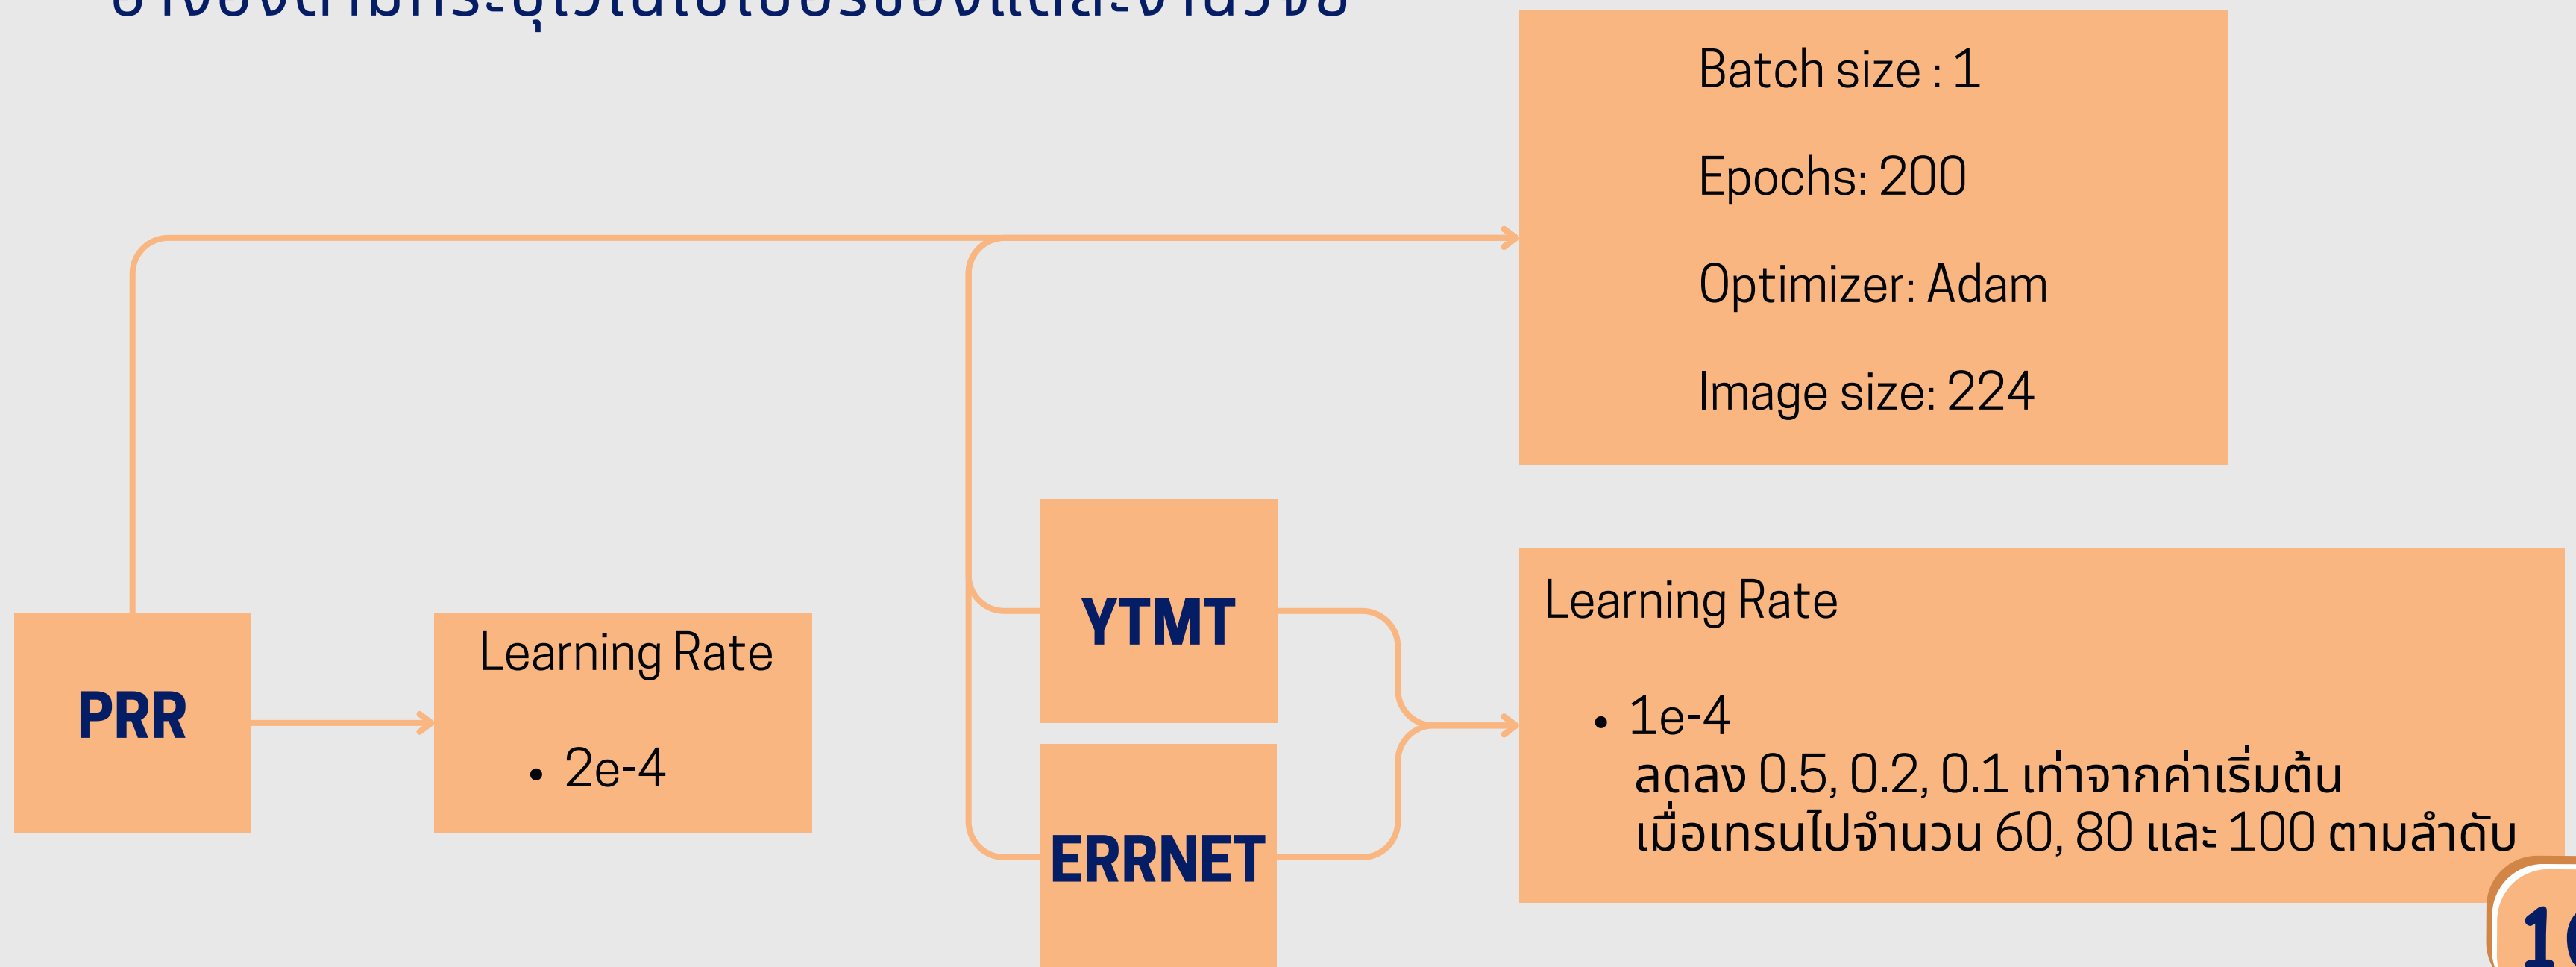 Batch size : 1
Epochs: 200
Optimizer: Adam
Image size: 224
PRR
Learning Rate
• 2e-4
YTMT
ERRNET
Learning Rate
• 1e-4
ลดลง 0.5, 0.2, 0.1 เท่าจากค่าเริ่มต้น
เมื่อเทรนไปจำนวน 60, 80 และ 100 ตามลำดับ